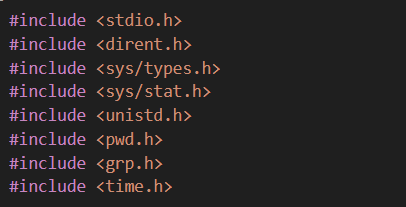 #include <stdio.h>
#include <dirent.h>
#include <sys/types.h>
#include <sys/stat.h>
#include <unistd.h>
#include <pwd.h>
#include <grp.h>
#include <time.h>